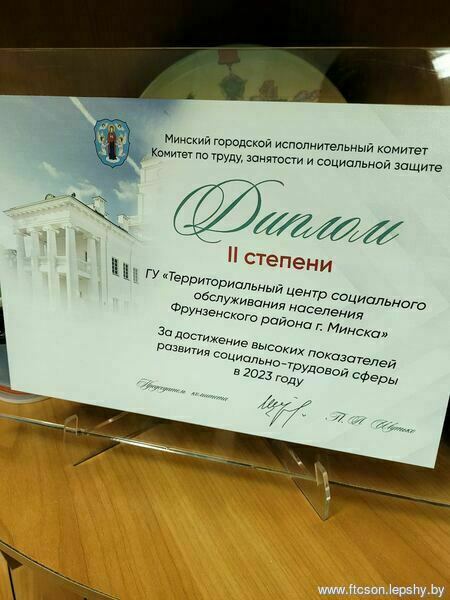 Минский городской исполнительный комитет
Комитет по труду, занятости и социальной защите
Диплом
II степени
ГУ «Территориальный центр социального
обслуживания населения
Фрунзенского района г. Минска»
За достижение высоких показателей
развития социально-трудовой сферы
в 2023 году
Председатель комитета
www.ftcson.lepshy.by